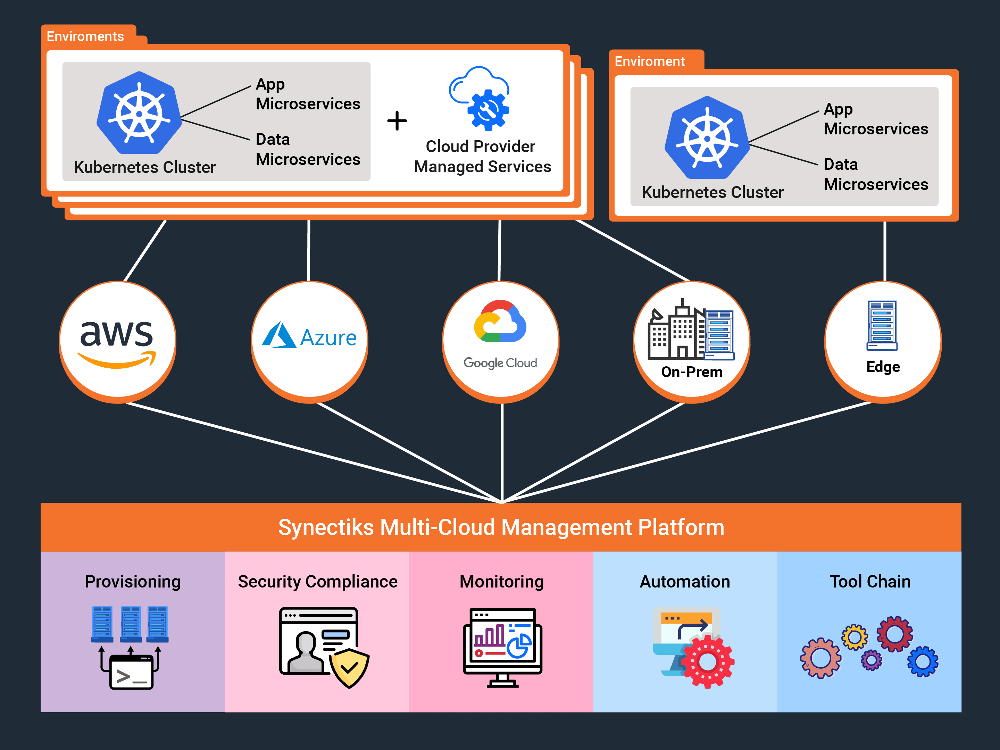 Enviroments
App
Microservices
Data
Microservices
Kubernetes Cluster
+
Cloud Provider
Managed Services
Enviroment
App
Microservices
Data
Microservices
Kubernetes Cluster
aws
Azure
Google Cloud
On-Prem
Edge
Synectiks Multi-Cloud Management Platform
Provisioning
Security Compliance
Monitoring
Automation
Tool Chain
>_